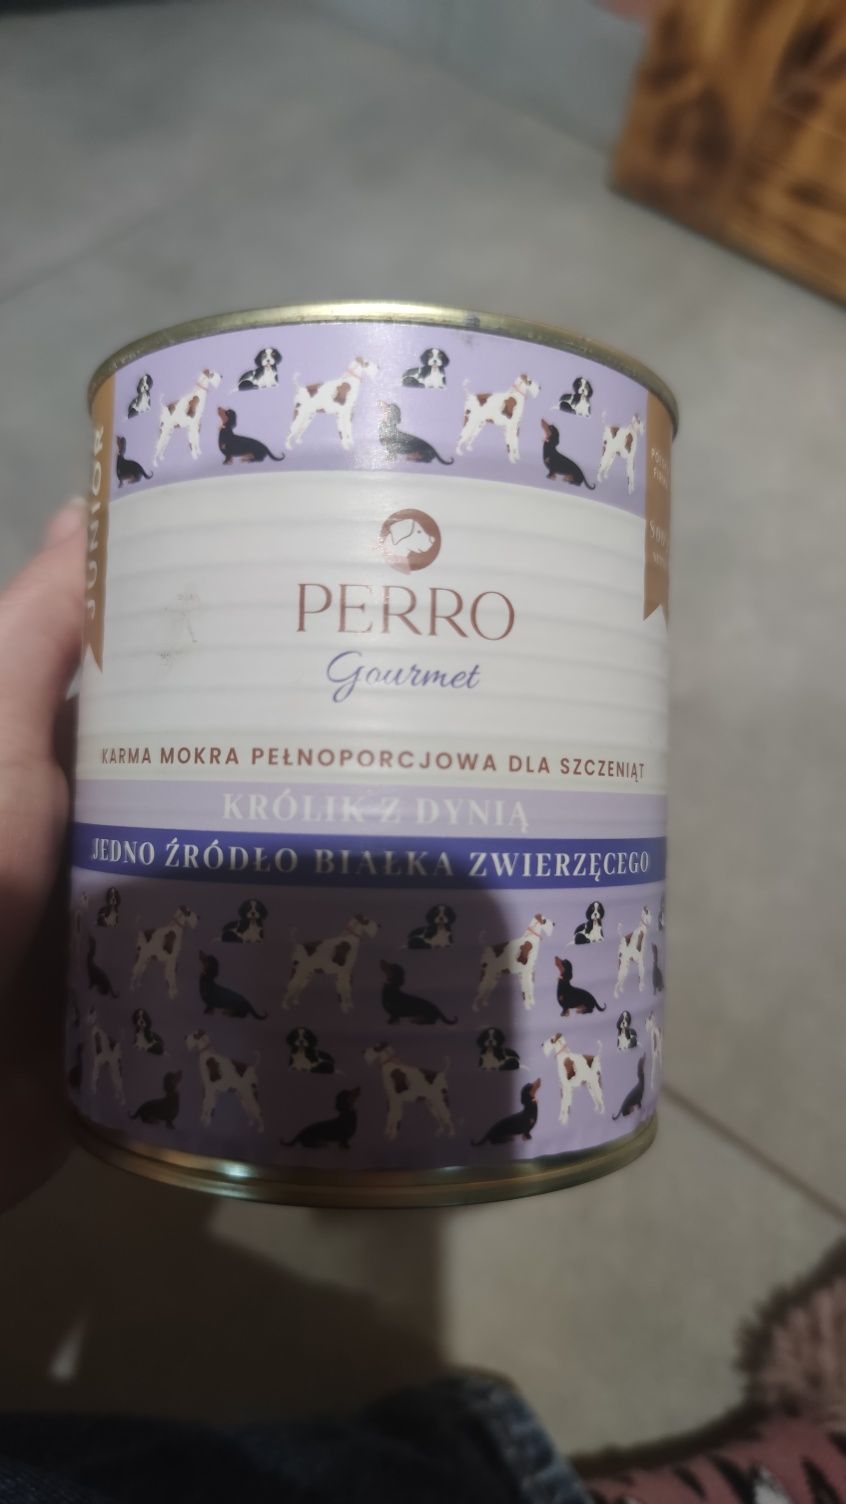 JUNIOR
PERRO
Gourmet
KARMA MOKRA PEŁNOPORCJOWA DLA SZCZENIĄT
KRÓLIK Z DYNIĄ
JEDNO ŹRÓDŁO BIAŁKA ZWIERZĘCEGO